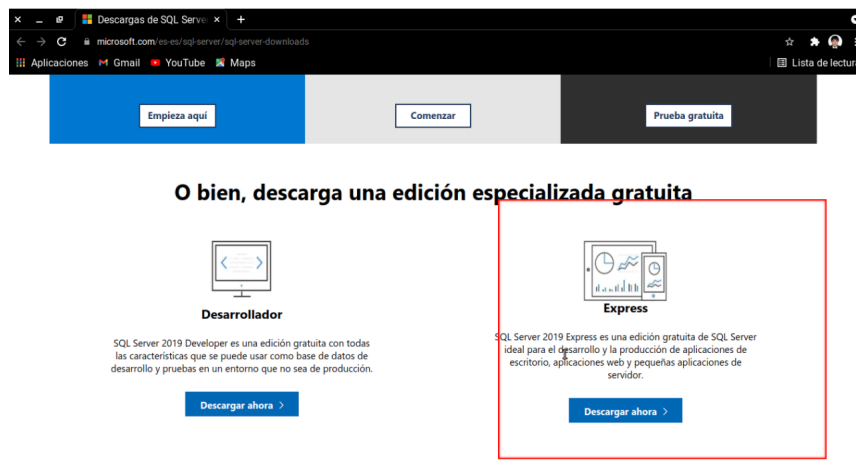 Descargas de SQL Server
microsoft.com/es-es/sql-server/sql-server-downloads
Aplicaciones Gmail YouTube Maps Lista de lectura
Empieza aquí Comenzar Prueba gratuita
O bien, descarga una edición especializada gratuita
Desarrollador
SQL Server 2019 Developer es una edición gratuita con todas
las características que se puede usar como base de datos de
desarrollo y pruebas en un entorno que no sea de producción.
Descargar ahora
Express
SQL Server 2019 Express es una edición gratuita de SQL Server
ideal para el desarrollo y la producción de aplicaciones de
escritorio, aplicaciones web y pequeñas aplicaciones de
servidor.
Descargar ahora